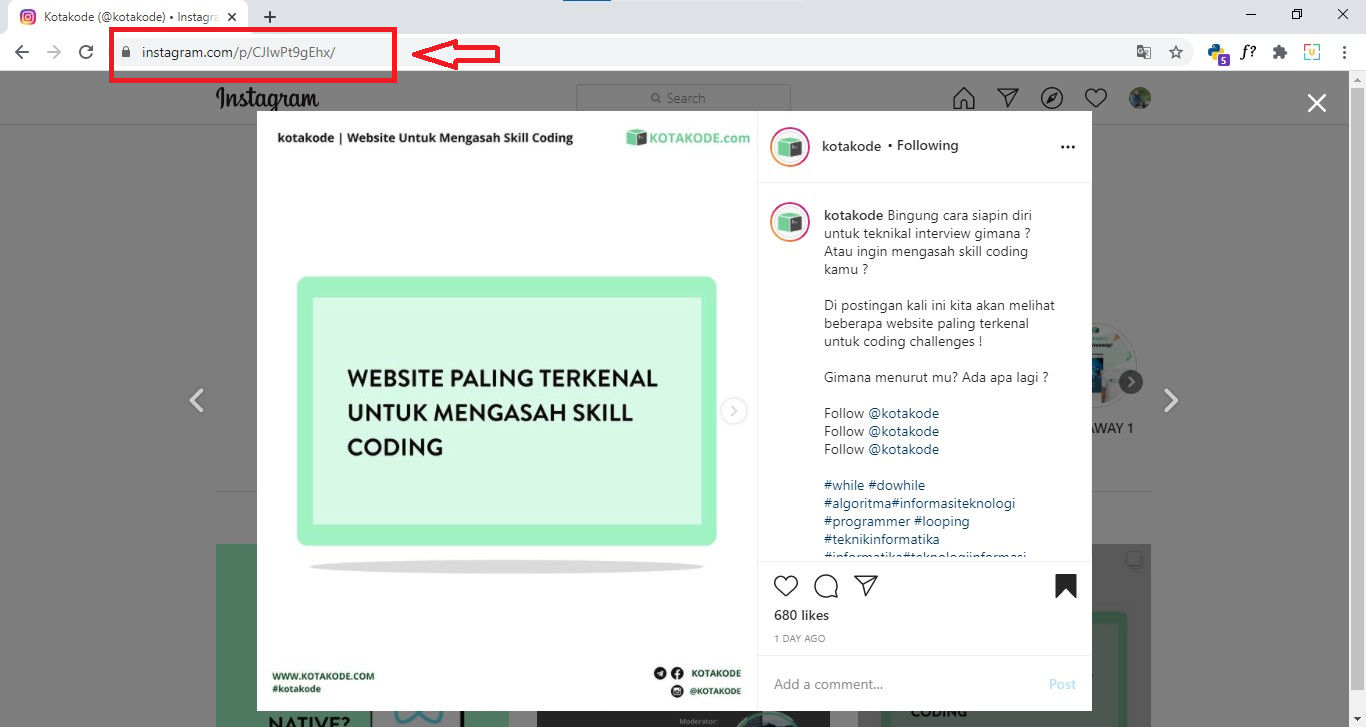 Kotakode (@kotakode) • Instagra
instagram.com/p/CJIwPt9gEhx/
5
f?
Instagram
Search
kotakode | Website Untuk Mengasah Skill Coding
KOTAKODE.com
WEBSITE PALING TERKENAL
UNTUK MENGASAH SKILL
CODING
WWW.KOTAKODE.COM
#kotakode
KOTAKODE
@KOTAKODE
kotakode • Following
kotakode Bingung cara siapin diri
untuk teknikal interview gimana ?
Atau ingin mengasah skill coding
kamu ?
Di postingan kali ini kita akan melihat
beberapa website paling terkenal
untuk coding challenges !
Gimana menurut mu? Ada apa lagi ?
Follow @kotakode
Follow @kotakode
Follow @kotakode
#while #dowhile
#algoritma#informasiteknologi
#programmer #looping
#teknikinformatika
#informatika#teknologiinformasi
680 likes
1 DAY AGO
Add a comment...
Post
AWAY 1
NATIVE?
Moderator:
CODING